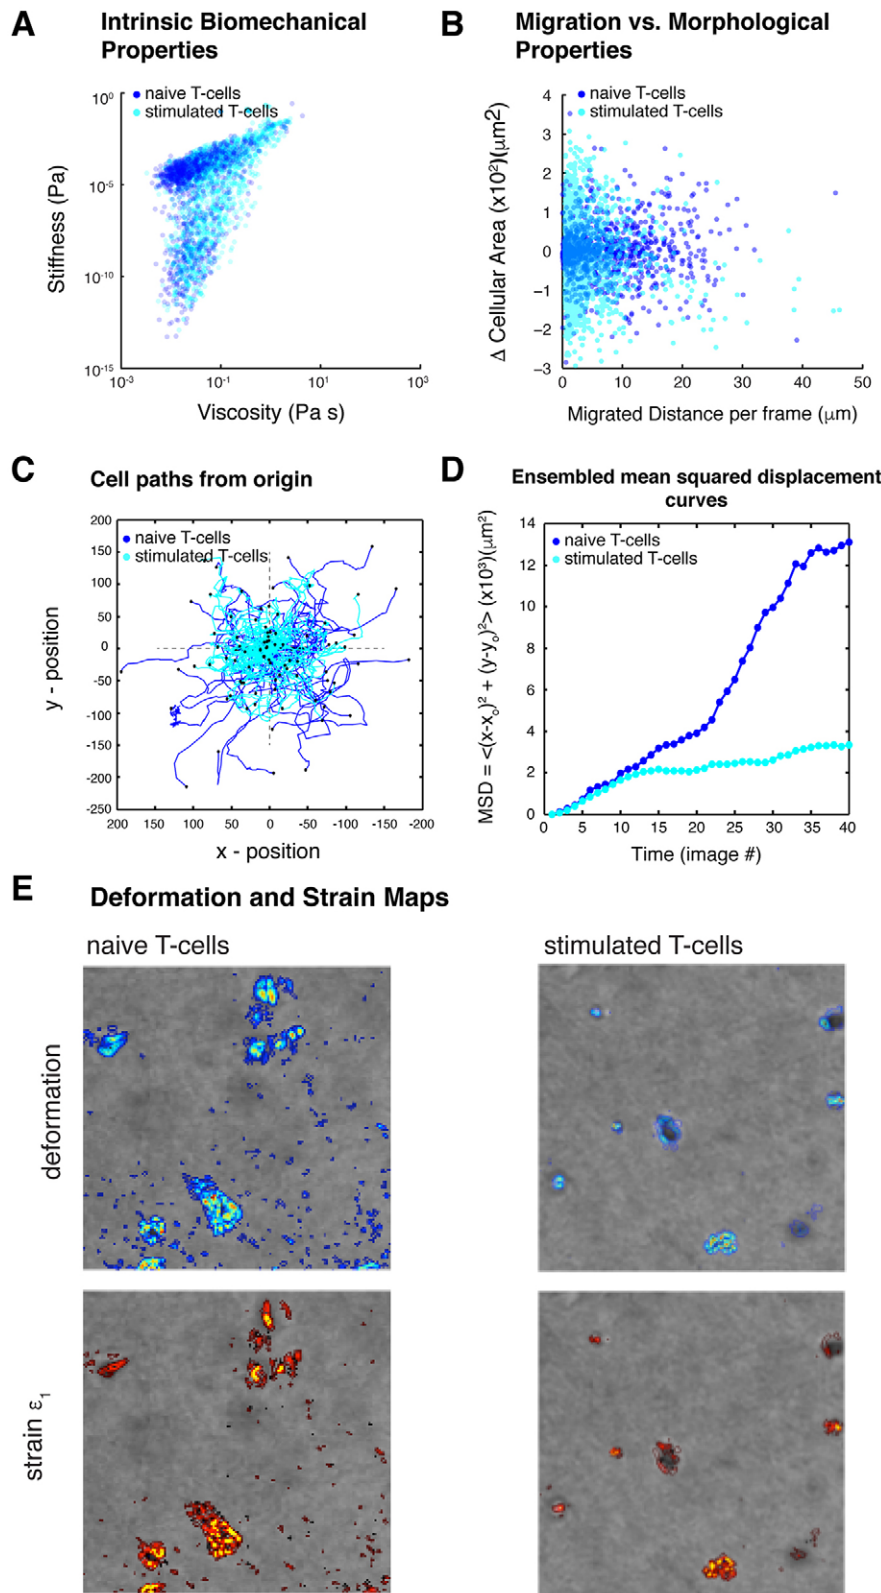 A
Intrinsic Biomechanical
Properties
naive T-cells
stimulated T-cells
Stiffness (Pa)
10⁰
10⁻⁵
10⁻¹⁰
10⁻¹⁵
10⁻³
10⁻¹
10¹
10³
Viscosity (Pa s)
B
Migration vs. Morphological
Properties
naive T-cells
stimulated T-cells
Δ Cellular Area (x10²)(μm2)
4
3
2
1
0
−1
−2
−3
0
10
20
30
40
50
Migrated Distance per frame (μm)
C
Cell paths from origin
naive T-cells
stimulated T-cells
y - position
200
150
100
50
0
-50
-100
-150
-200
-250
200
150
100
50
0
-50
-100
-150
-200
x - position
D
Ensembled mean squared displacement
curves
naive T-cells
stimulated T-cells
MSD = <(x-xₒ)² + (y-yₒ)²> (x10³)(μm²)
14
12
10
8
6
4
2
0
0
5
10
15
20
25
30
35
40
Time (image #)
E
Deformation and Strain Maps
naive T-cells
stimulated T-cells
deformation
strain ε₁